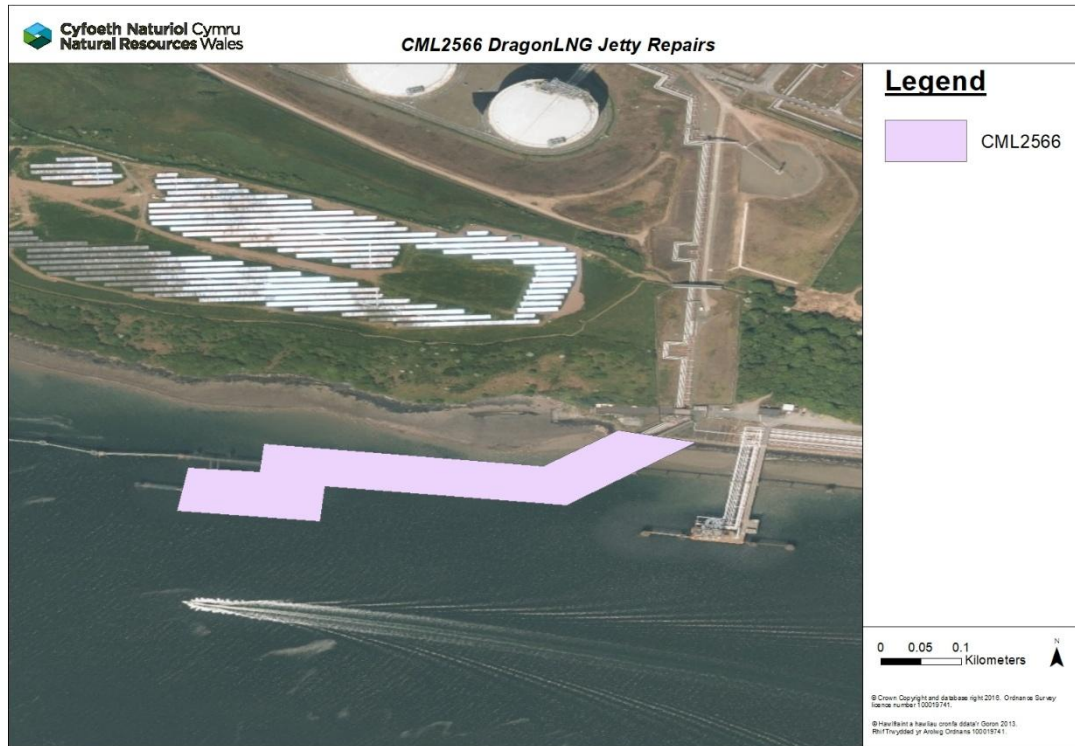 Cyfoeth Naturiol Cymru
Natural Resources Wales
CML2566 DragonLNG Jetty Repairs
Legend
CML2566
0 0.05 0.1
Kilometers
N
© Crown Copyright and database right 2016. Ordnance Survey
licence number 100019741.
© Hawlfraint a hawliau cronfa ddata'r Goron 2013.
Rhif Trwydded yr Arolwg Ordnans 100019741.